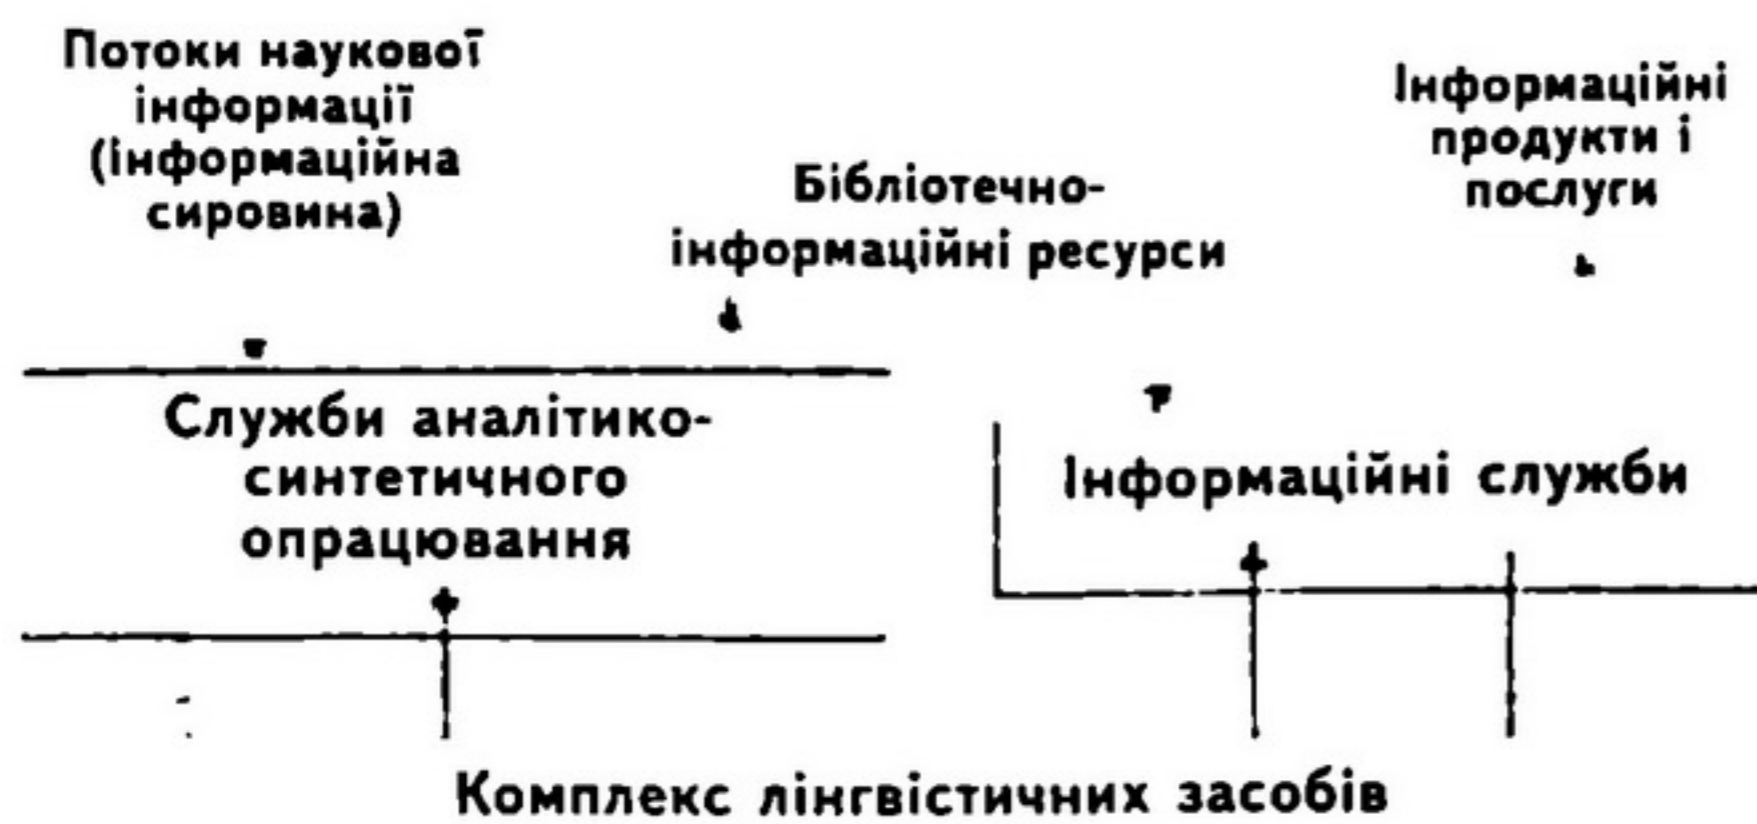 Потоки наукової
інформації
(інформаційна
сировина)
Бібліотечно-
інформаційні ресурси
Інформаційні
продукти і
послуги
Служби аналітико-
синтетичного
опрацювання
Інформаційні служби
Комплекс лінгвістичних засобів